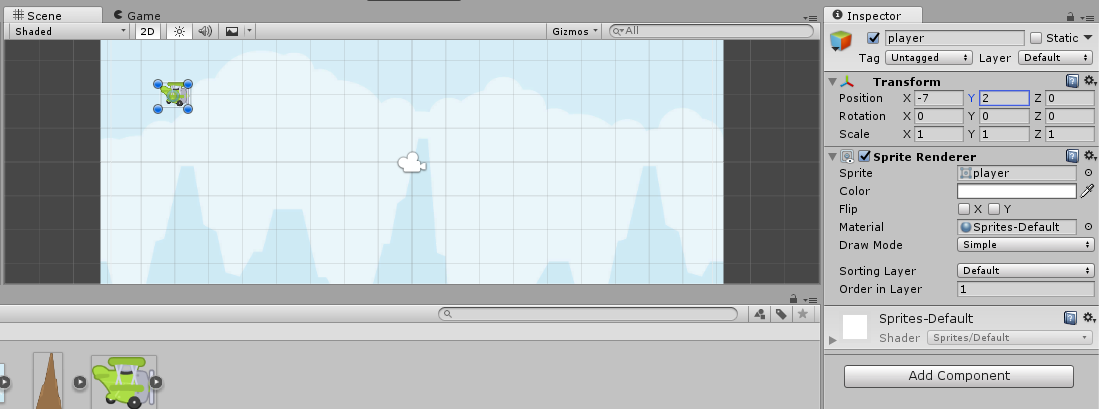 Scene Game
Shaded 2D Gizmos All
Inspector
player Static
Tag Untagged Layer Default
Transform
Position X -7 Y 2 Z 0
Rotation X 0 Y 0 Z 0
Scale X 1 Y 1 Z 1
Sprite Renderer
Sprite player
Color
Flip X Y
Material Sprites-Default
Draw Mode Simple
Sorting Layer Default
Order in Layer 1
Sprites-Default
Shader Sprites/Default
Add Component